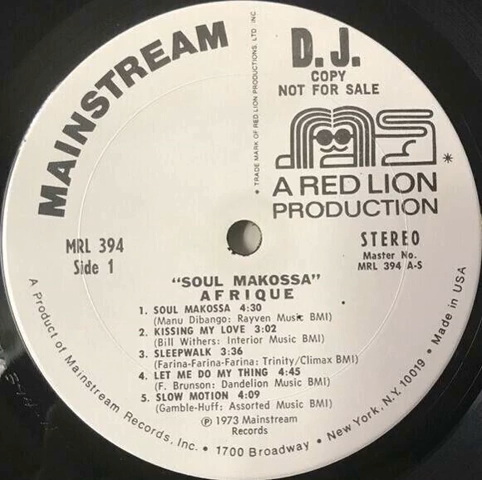 MAINSTREAM
* TRADE MARK OF RED LION PRODUCTIONS, LTD. INC.
D.J.
COPY
NOT FOR SALE
ms*
A RED LION
PRODUCTION
MRL 394
Side 1
STEREO
Master No.
MRL 394 A-S
"SOUL MAKOSSA"
AFRIQUE
1. SOUL MAKOSSA 4:30
(Manu Dibango: Rayven Music BMI)
2. KISSING MY LOVE 3:02
(Bill Withers: Interior Music BMI)
3. SLEEPWALK 3:36
(Farina-Farina-Farina: Trinity/Climax BMI)
4. LET ME DO MY THING 4:45
(F. Brunson: Dandelion Music BMI)
5. SLOW MOTION 4:09
(Gamble-Huff: Assorted Music BMI)
℗ 1973 Mainstream
Records
A Product of Mainstream Records, Inc. • 1700 Broadway • New York, N.Y. 10019 • Made in USA